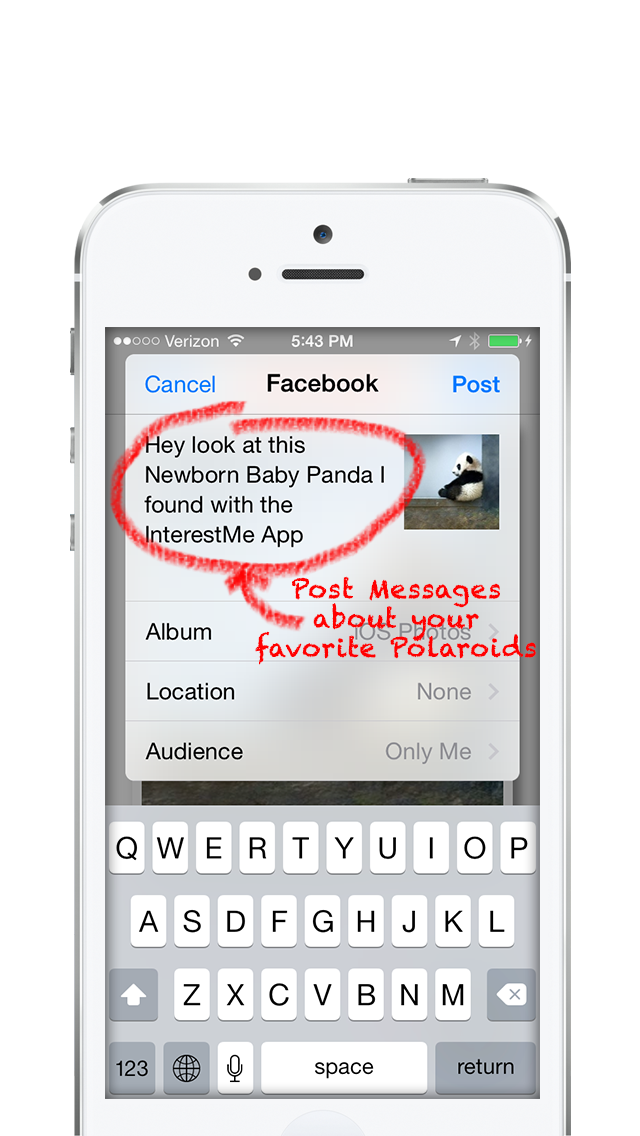 Verizon 5:43 PM
Cancel Facebook Post
Hey look at this
Newborn Baby Panda I
found with the
InterestMe App
Post Messages
about your
favorite Polaroids
Album iOS Photos
Location None
Audience Only Me
Q W E R T Y U I O P
A S D F G H J K L
Z X C V B N M
123 space return